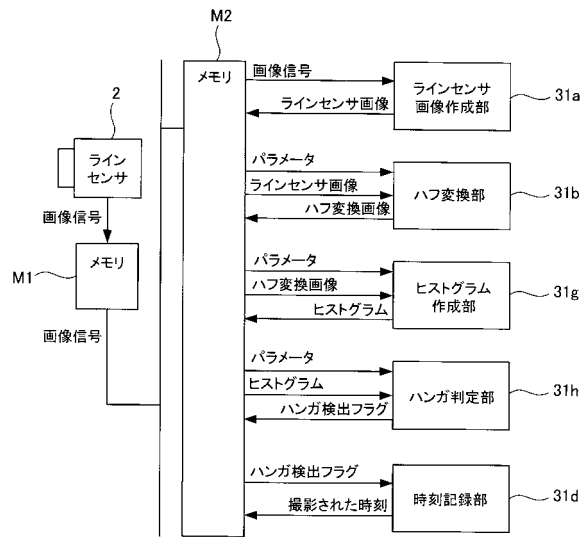 M2
メモリ
画像信号
ラインセンサ画像
ラインセンサ
画像作成部
31a
2
ライン
センサ
画像信号
M1
メモリ
画像信号
パラメータ
ラインセンサ画像
ハフ変換画像
ハフ変換部
31b
パラメータ
ハフ変換画像
ヒストグラム
ヒストグラム
作成部
31g
パラメータ
ヒストグラム
ハンガ検出フラグ
ハンガ判定部
31h
ハンガ検出フラグ
撮影された時刻
時刻記録部
31d